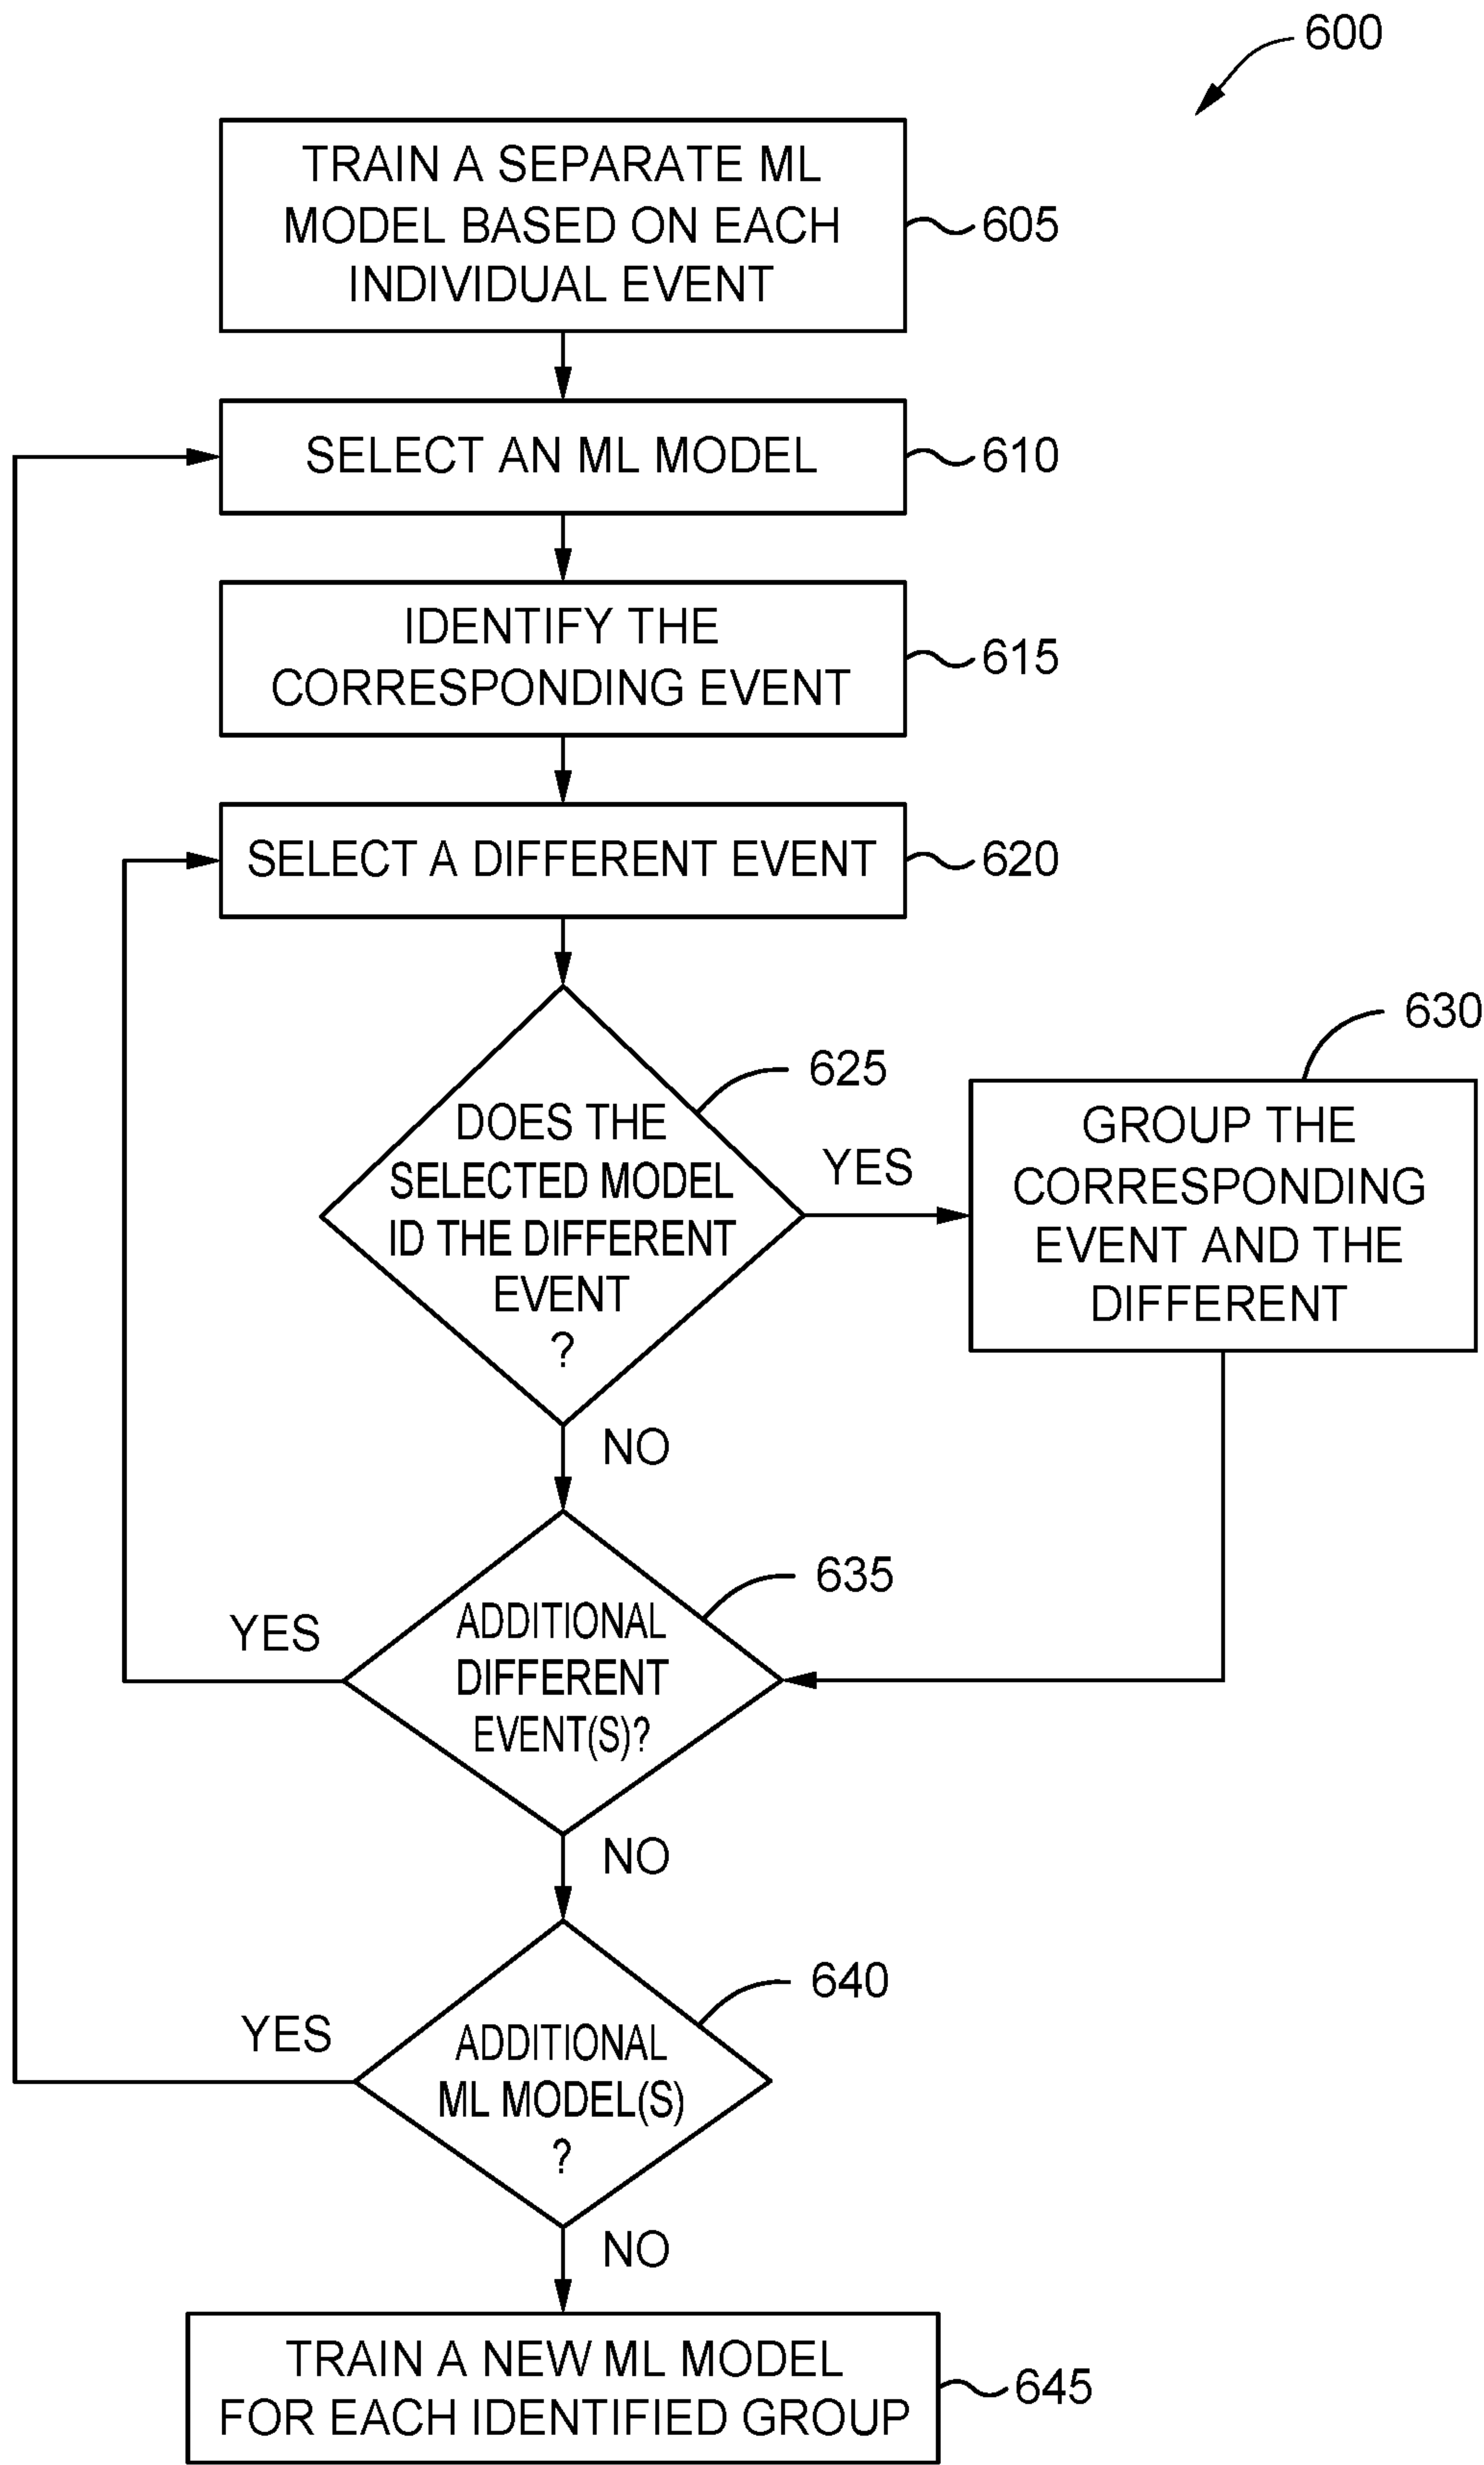 600
TRAIN A SEPARATE ML
MODEL BASED ON EACH
INDIVIDUAL EVENT
605
SELECT AN ML MODEL
610
IDENTIFY THE
CORRESPONDING EVENT
615
SELECT A DIFFERENT EVENT
620
625
DOES THE
SELECTED MODEL
ID THE DIFFERENT
EVENT
?
YES
630
GROUP THE
CORRESPONDING
EVENT AND THE
DIFFERENT
NO
635
ADDITIONAL
DIFFERENT
EVENT(S)?
YES
NO
640
ADDITIONAL
ML MODEL(S)
?
YES
NO
TRAIN A NEW ML MODEL
FOR EACH IDENTIFIED GROUP
645